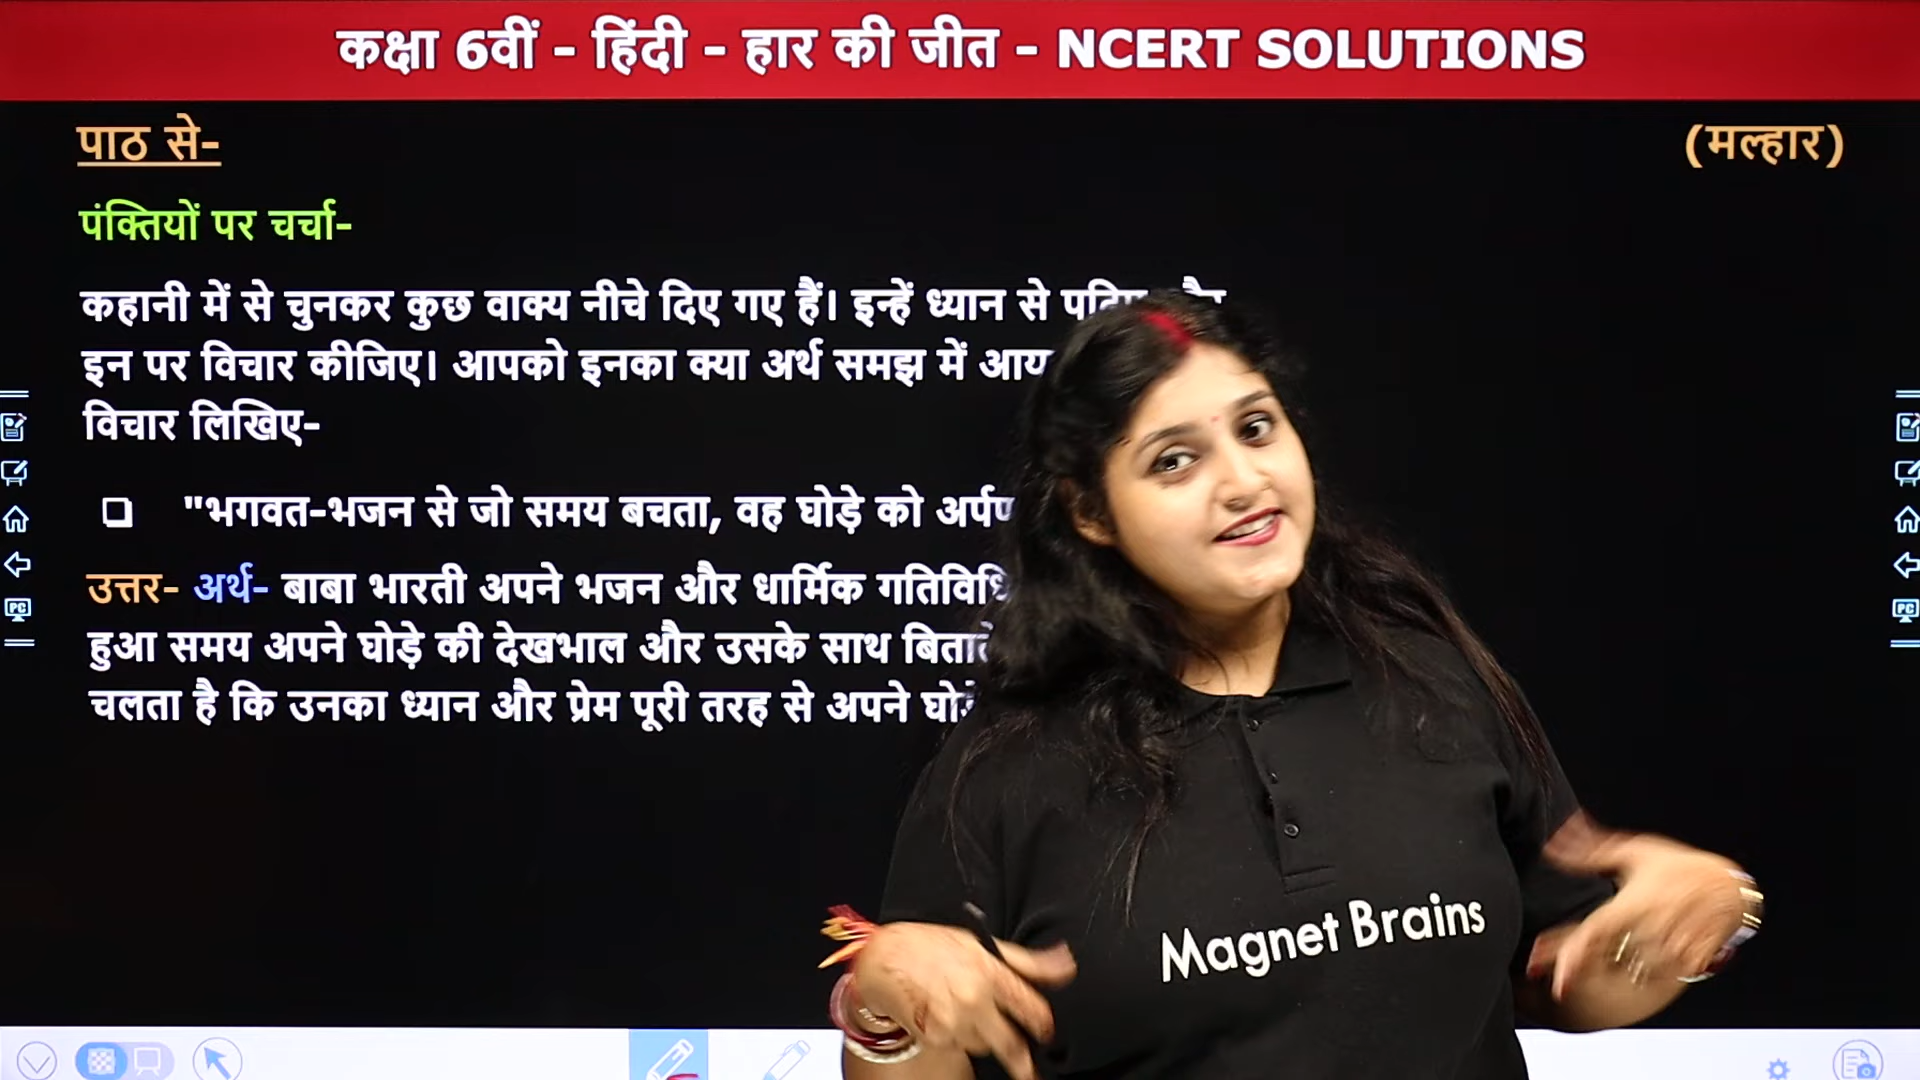 कक्षा 6वीं - हिंदी - हार की जीत - NCERT SOLUTIONS
पाठ से-
(मल्हार)
पंक्तियों पर चर्चा-
कहानी में से चुनकर कुछ वाक्य नीचे दिए गए हैं। इन्हें ध्यान से
इन पर विचार कीजिए। आपको इनका क्या अर्थ समझ में
विचार लिखिए-
"भगवत-भजन से जो समय बचता, वह घोड़े को
उत्तर- अर्थ- बाबा भारती अपने भजन और धार्मिक
हुआ समय अपने घोड़े की देखभाल और उसके साथ
चलता है कि उनका ध्यान और प्रेम पूरी तरह से अपने
Magnet Brains
PC
PC